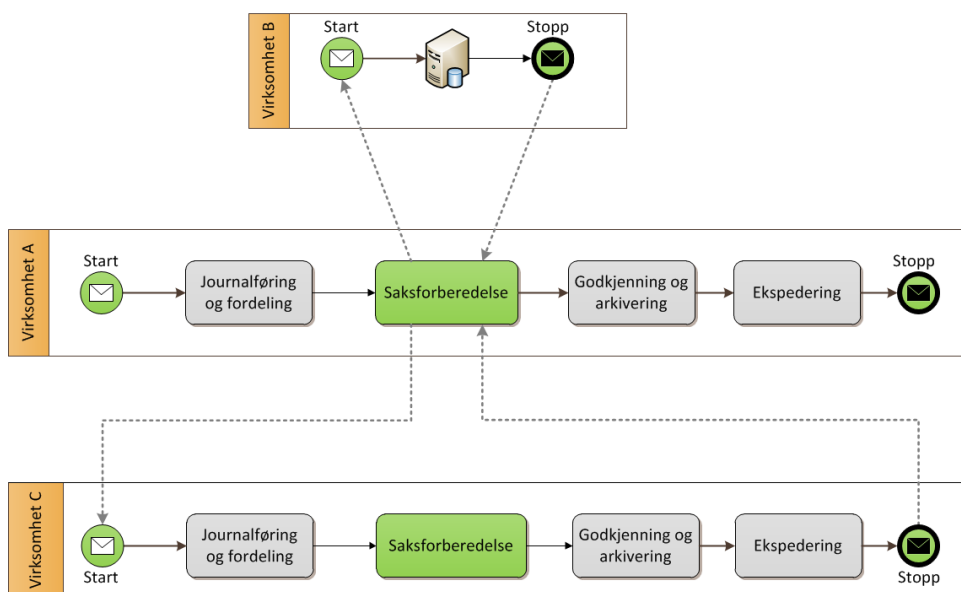 Virksomhet B
Start
Stopp
Virksomhet A
Start
Journalføring
og fordeling
Saksforberedelse
Godkjenning og
arkivering
Ekspedering
Stopp
Virksomhet C
Start
Journalføring
og fordeling
Saksforberedelse
Godkjenning og
arkivering
Ekspedering
Stopp